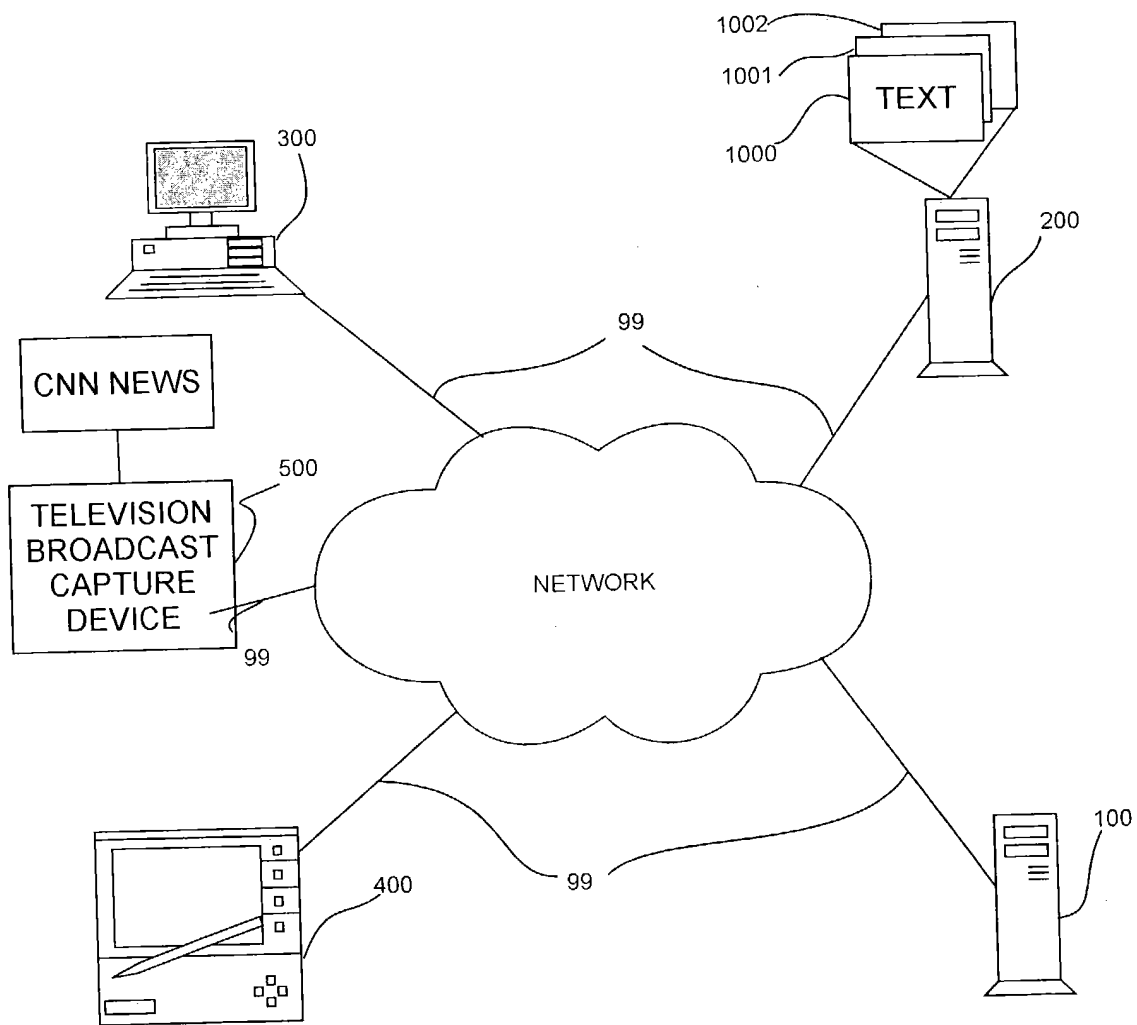 1002
1001
TEXT
1000
300
200
99
CNN NEWS
500
TELEVISION
BROADCAST
CAPTURE
DEVICE
NETWORK
99
100
99
400